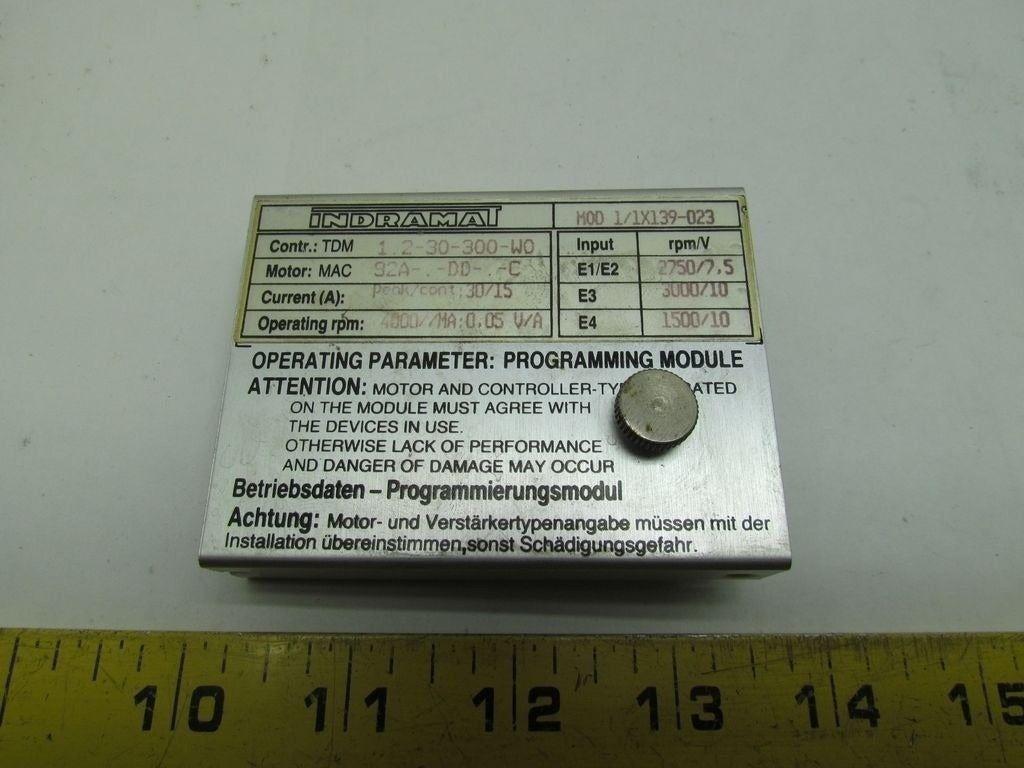 INDRAMAT MOD 1/1X139-023
Contr.: TDM 1.2-30-300-W0 Input rpm/V
Motor: MAC 92A-.-DD-.-C E1/E2 2750/7.5
Current (A): Peak/cont:30/15 E3 3000/10
Operating rpm: 4000//MA:0.05 V/A E4 1500/10
OPERATING PARAMETER: PROGRAMMING MODULE
ATTENTION: MOTOR AND CONTROLLER-
ON THE MODULE MUST AGREE WITH
THE DEVICES IN USE.
OTHERWISE LACK OF PERFORMANCE
AND DANGER OF DAMAGE MAY OCCUR
Betriebsdaten – Programmierungsmodul
Achtung: Motor- und Verstärkertypenangabe müssen mit der
Installation übereinstimmen,sonst Schädigungsgefahr.
10 11 12 13 14 15